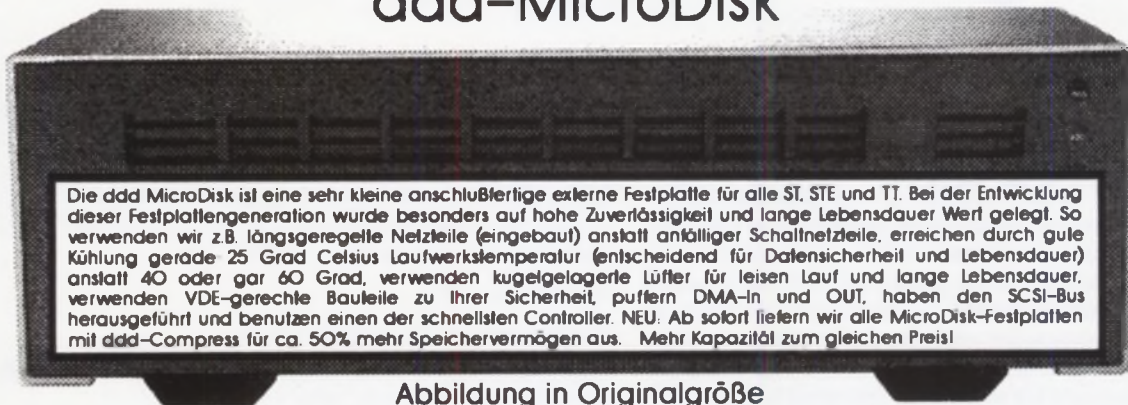 ddd-MicroDisk
Die ddd MicroDisk ist eine sehr kleine anschlußfertige externe Festplatte für alle ST, STE und TT. Bei der Entwicklung
dieser Festplattengeneration wurde besonders auf hohe Zuverlässigkeit und lange Lebensdauer Wert gelegt. So
verwenden wir z.B. längsgeregelte Netzteile (eingebaut) anstatt anfälliger Schaltnetzteile, erreichen durch gute
Kühlung gerade 25 Grad Celsius Laufwerkstemperatur (entscheidend für Datensicherheit und Lebensdauer)
anstatt 40 oder gar 60 Grad, verwenden kugelgelagerte Lüfter für leisen Lauf und lange Lebensdauer,
verwenden VDE-gerechte Bauteile zu Ihrer Sicherheit, puffern DMA-In und OUT, haben den SCSI-Bus
herausgeführt und benutzen einen der schnellsten Controller. NEU: Ab sofort liefern wir alle MicroDisk-Festplatten
mit ddd-Compress für ca. 50% mehr Speichervermögen aus. Mehr Kapazität zum gleichen Preis!
Abbildung in Originalgröße